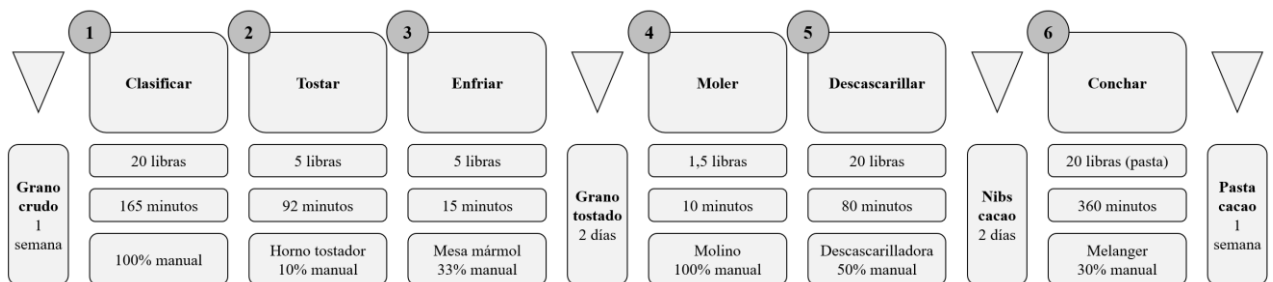 1
2
3
4
5
6
Clasificar
Tostar
Enfriar
Moler
Descascarillar
Conchar
Grano
crudo
1
semana
20 libras
165 minutos
100% manual
5 libras
92 minutos
Horno tostador
10% manual
5 libras
15 minutos
Mesa mármol
33% manual
Grano
tostado
2 días
1,5 libras
10 minutos
Molino
100% manual
20 libras
80 minutos
Descascarilladora
50% manual
Nibs
cacao
2 días
20 libras (pasta)
360 minutos
Melanger
30% manual
Pasta
cacao
1
semana